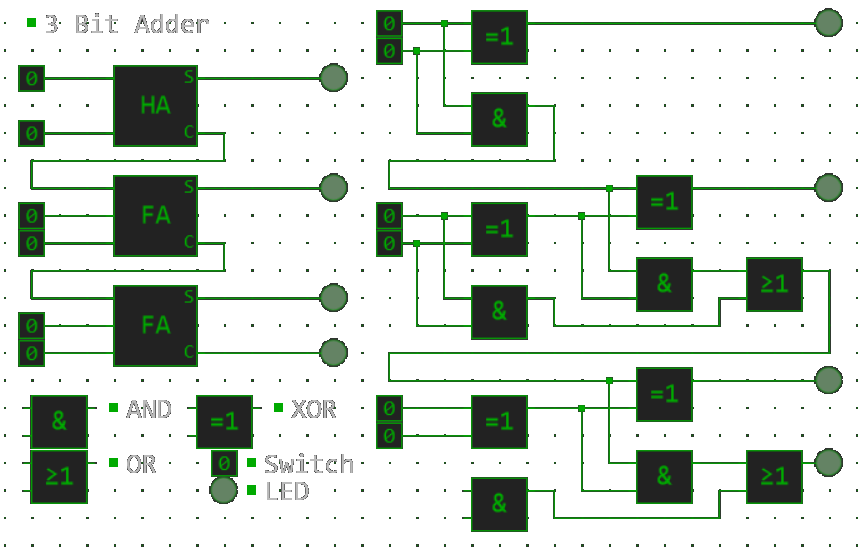 3 Bit Adder
0
0
HA
S
C
0
0
FA
S
C
0
0
FA
S
C
& AND
=1 XOR
≥1 OR
0 Switch
LED
0
0
=1
&
0
0
=1
&
=1
&
≥1
0
0
=1
&
=1
&
≥1